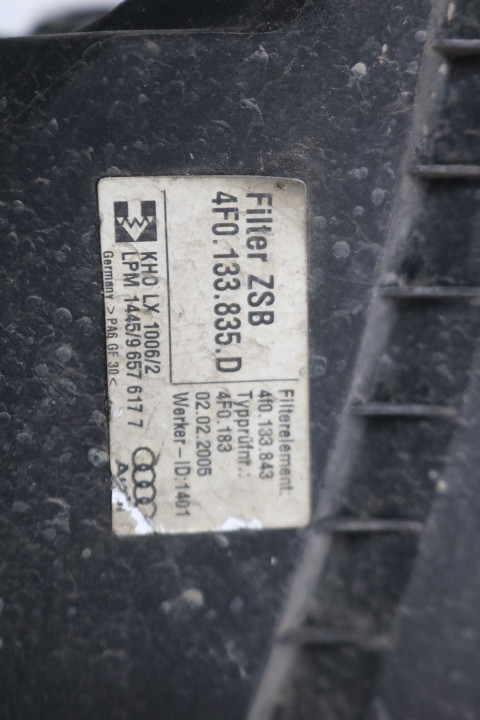 Filter ZSB
4F0.133.835.D
Filterelement:
4f0.133.843
Typprüfnr.:
4F0.183
02.02.2005
Werker-ID:1401
KHO LX 1006/2
LPM 1445/9 657 617 7
Germany >PA6 GF 30<